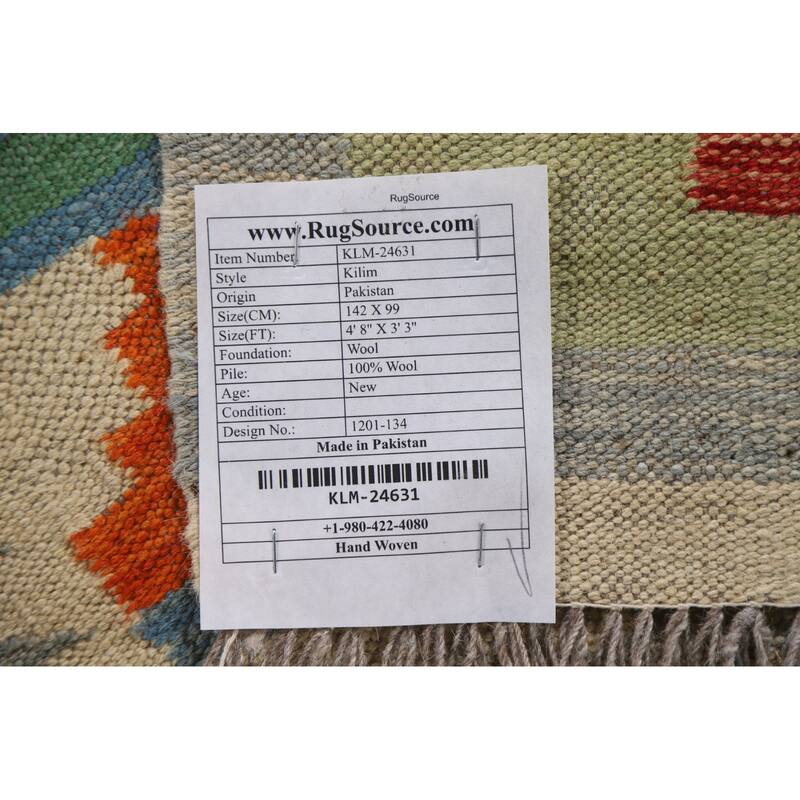 RugSource
www.RugSource.com
Item Number KLM-24631
Style Kilim
Origin Pakistan
Size(CM): 142 X 99
Size(FT): 4' 8" X 3' 3"
Foundation: Wool
Pile: 100% Wool
Age: New
Condition:
Design No.: 1201-134
Made in Pakistan
KLM-24631
+1-980-422-4080
Hand Woven